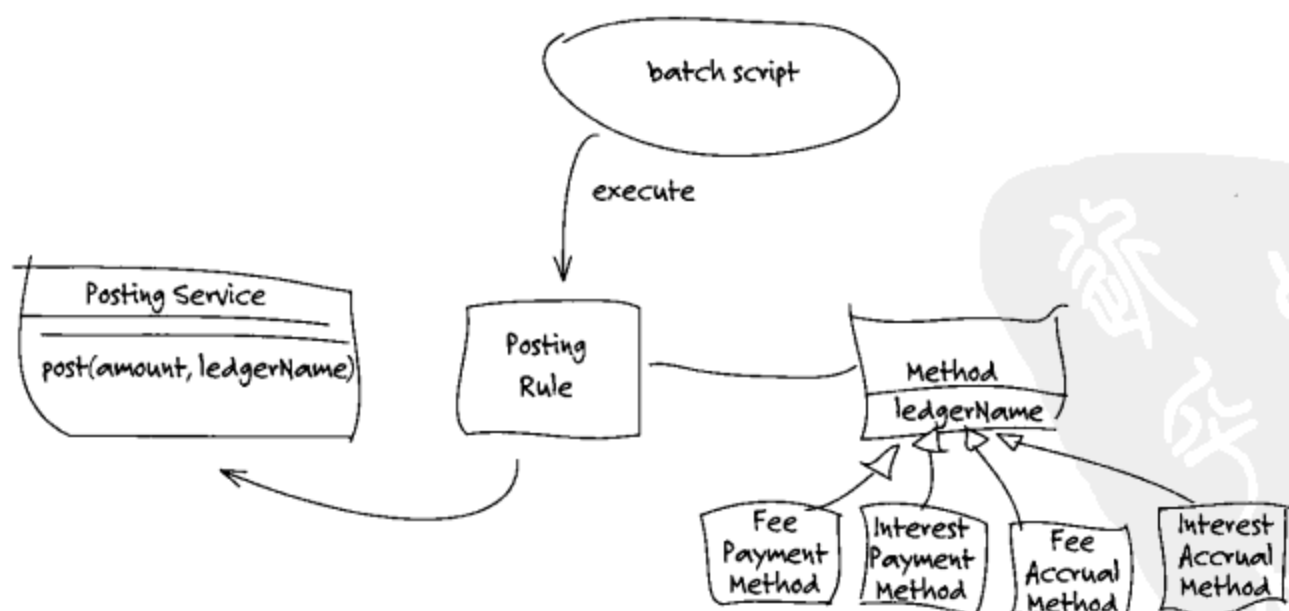 batch script
execute
Posting Service
post(amount, ledgerName)
Posting
Rule
Method
ledgerName
Fee
Payment
Method
Interest
Payment
Method
Fee
Accrual
Method
Interest
Accrual
Method